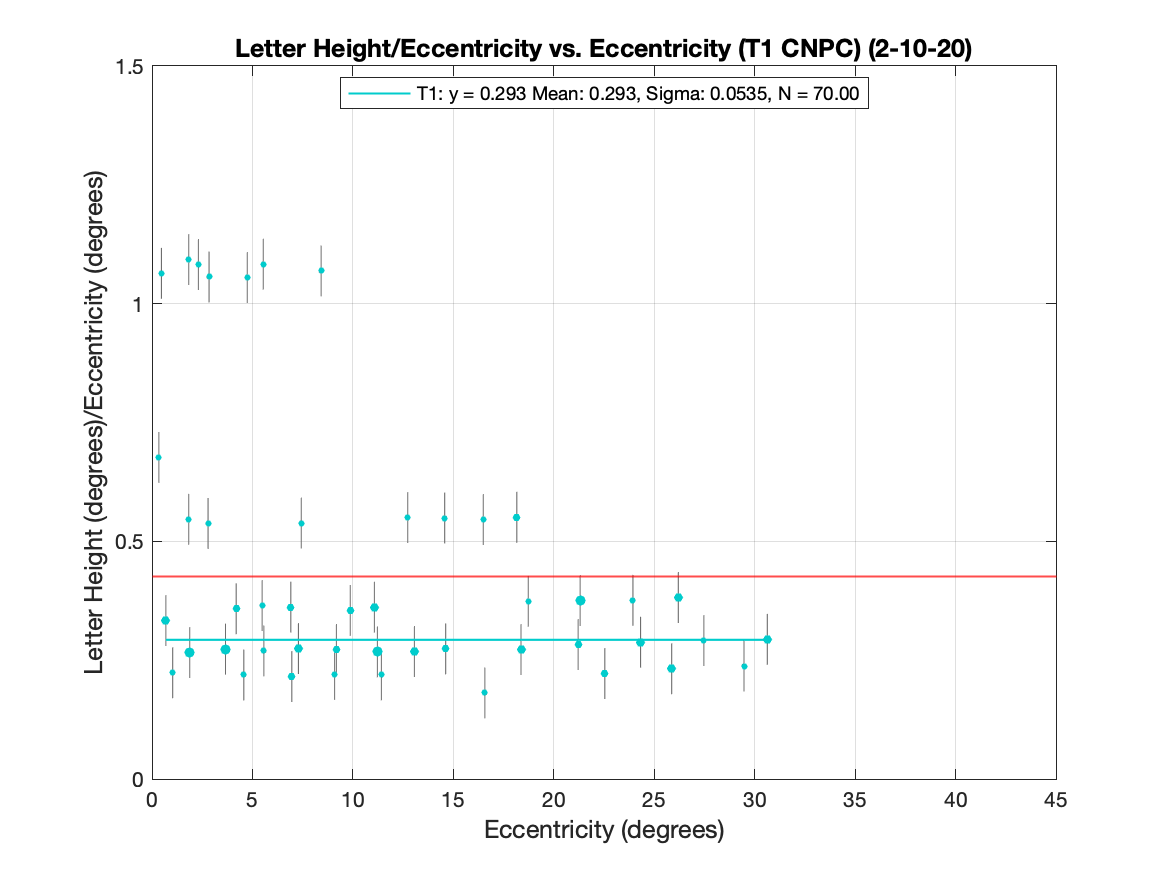 Letter Height/Eccentricity vs. Eccentricity (T1 CNPC) (2-10-20)
T1: y = 0.293 Mean: 0.293, Sigma: 0.0535, N = 70.00
Letter Height (degrees)/Eccentricity (degrees)
1.5
1
0.5
0
0 5 10 15 20 25 30 35 40 45
Eccentricity (degrees)